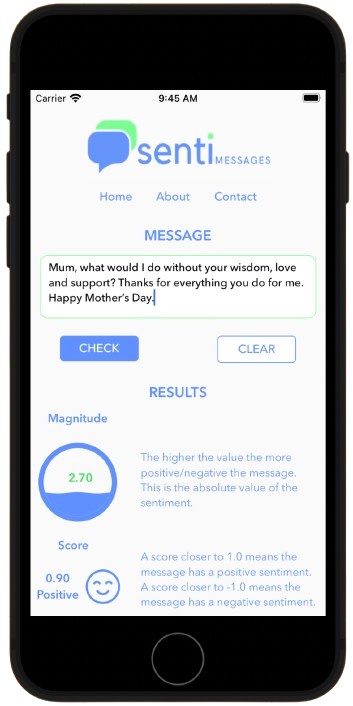 Carrier 9:45 AM
senti MESSAGES
Home About Contact
MESSAGE
Mum, what would I do without your wisdom, love
and support? Thanks for everything you do for me.
Happy Mother's Day.
CHECK CLEAR
RESULTS
Magnitude
2.70
The higher the value the more
positive/negative the message.
This is the absolute value of the
sentiment.
Score
0.90
Positive
A score closer to 1.0 means the
message has a positive sentiment.
A score closer to -1.0 means the
message has a negative sentiment.